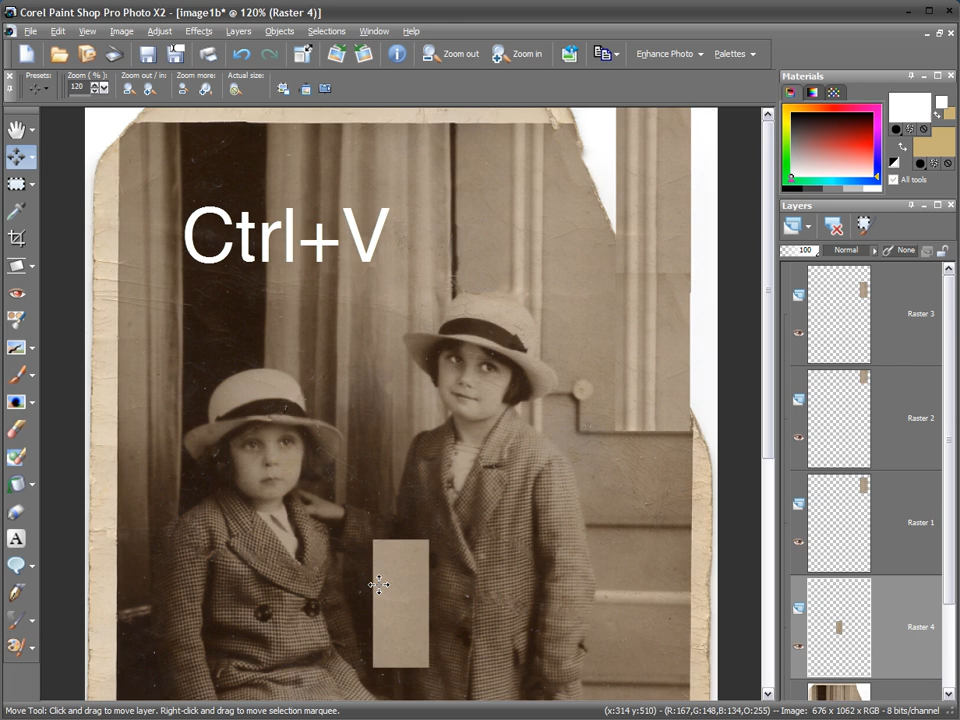 Corel Paint Shop Pro Photo X2 - [image1b* @ 120% (Raster 4)]
File Edit View Image Adjust Effects Layers Objects Selections Window Help
Zoom out Zoom in Enhance Photo Palettes
Presets: Zoom (%): Zoom out / in: Zoom more: Actual size:
120
Materials
All tools
Layers
100 Normal None
Ctrl+V
Raster 3
Raster 2
Raster 1
Raster 4
Move Tool: Click and drag to move layer. Right-click and drag to move selection marquee.
(x:314 y:510) - (R:167,G:148,B:134,O:255) -- Image: 676 x 1062 x RGB - 8 bits/channel